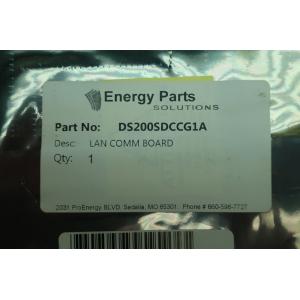 Energy Parts
SOLUTIONS
Part No: DS200SDCCG1A
Desc: LAN COMM BOARD
Qty: 1
2031 ProEnergy BLVD. Sedalia, MO 65301 Phone # 660-596-7727